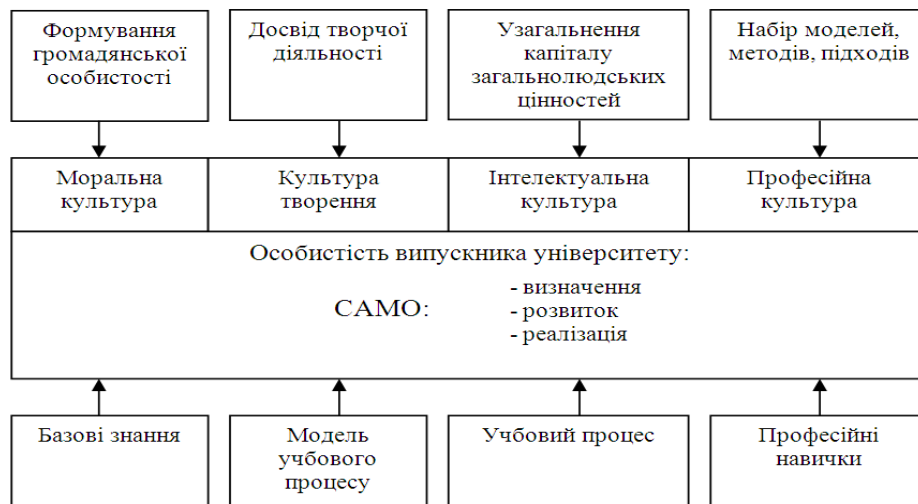 Формування
громадянської
особистості
Досвід творчої
діяльності
Узагальнення
капіталу
загальнолюдських
цінностей
Набір моделей,
методів, підходів
Моральна
культура
Культура
творення
Інтелектуальна
культура
Професійна
культура
Особистість випускника університету:
САМО:
- визначення
- розвиток
- реалізація
Базові знання
Модель
учбового
процесу
Учбовий процес
Професійні
навички